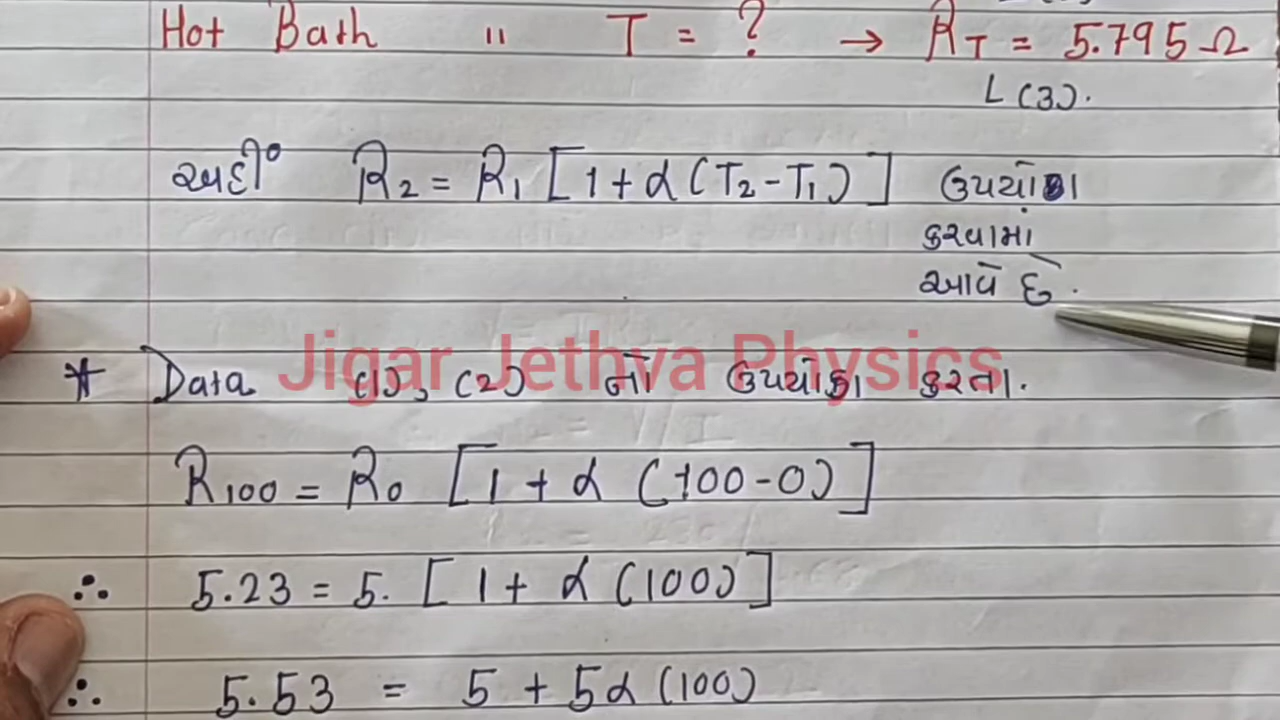 Hot Bath " T = ? → R_T = 5.795 Ω
(3).
અહીં R₂ = R₁ [1 + α (T₂ - T₁)] ઉપયોગ
કરવામાં
આવે છે.
Jigar Jethva Physics
* Data (1), (2) નો ઉપયોગ કરતા.
R₁₀₀ = R₀ [1 + α (100 - 0)]
∴ 5.23 = 5. [1 + α (100)]
∴ 5.53 = 5 + 5α (100)